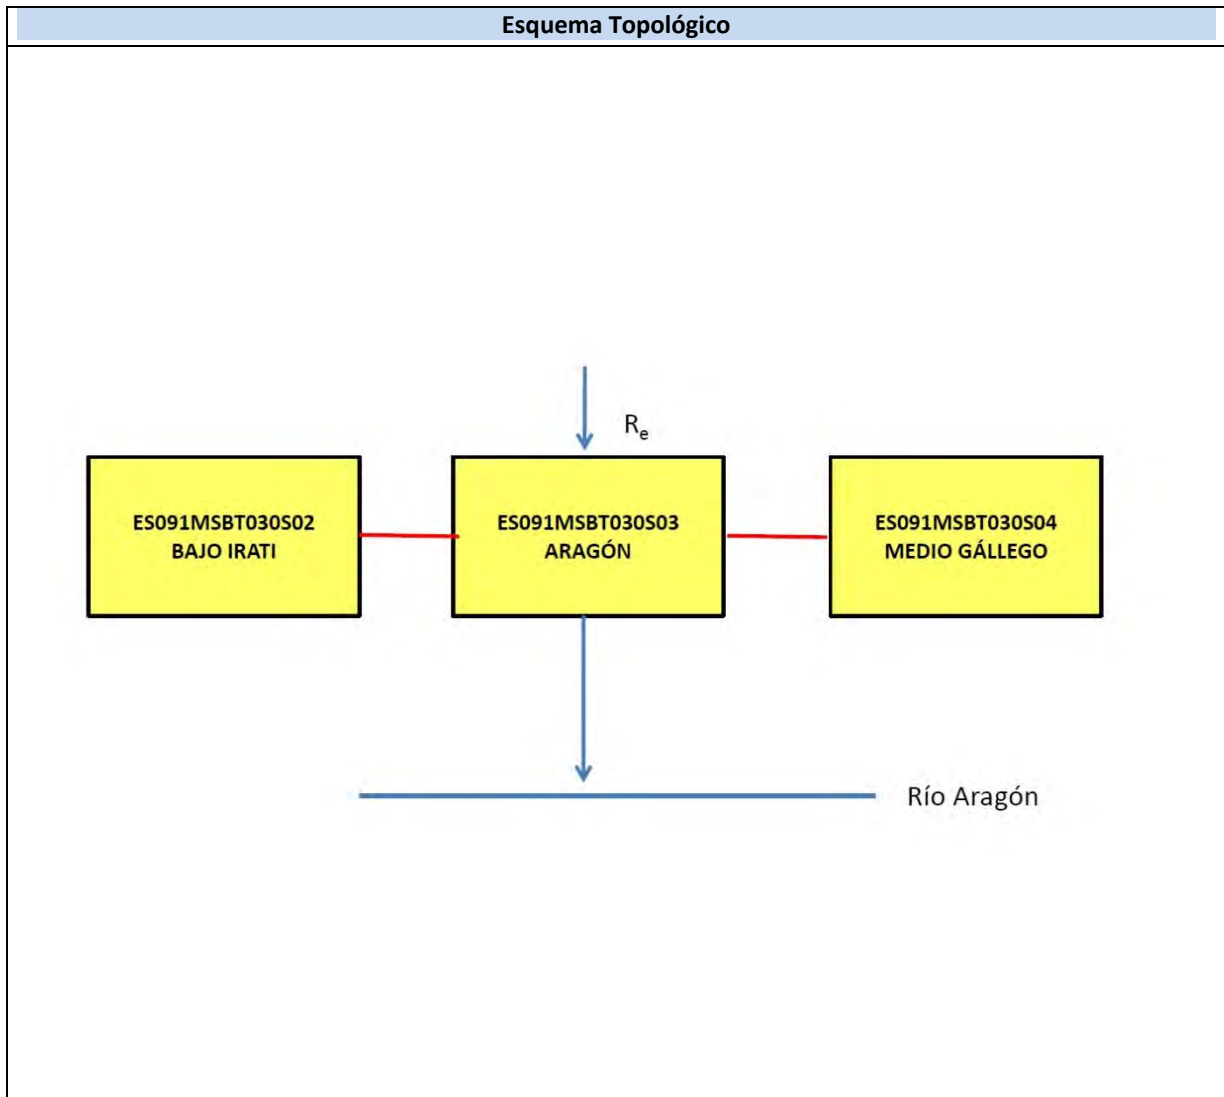 Esquema Topológico
Re
ES091MSBT030S02
BAJO IRATI
ES091MSBT030S03
ARAGÓN
ES091MSBT030S04
MEDIO GÁLLEGO
Río Aragón